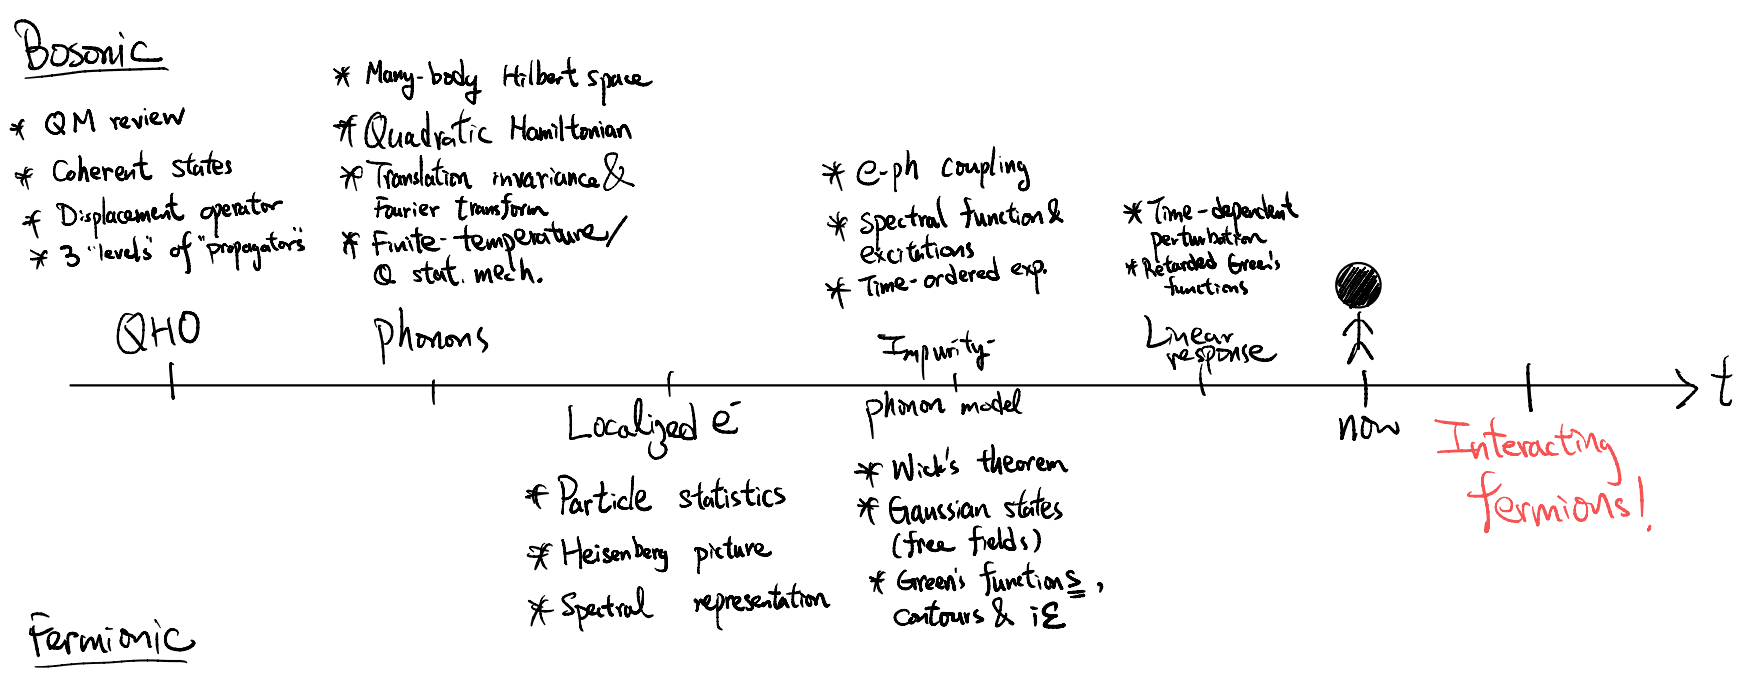 Bosonic
* QM review
* Coherent states
* Displacement operator
* 3 "levels" of "propagators"
QHO
* Many-body Hilbert space
* Quadratic Hamiltonian
* Translation invariance &
Fourier transform
* Finite-temperature/
Q stat. mech.
Phonons
Localized e⁻
* Particle statistics
* Heisenberg picture
* Spectral representation
* e-ph coupling
* Spectral function &
excitations
* Time-ordered exp.
Impurity-
phonon model
* Wick's theorem
* Gaussian states
(free fields)
* Green's functions,
contours & iε
* Time-dependent
perturbation
* Retarded Green's
functions
Linear
response
now
Interacting
fermions!
t
Fermionic